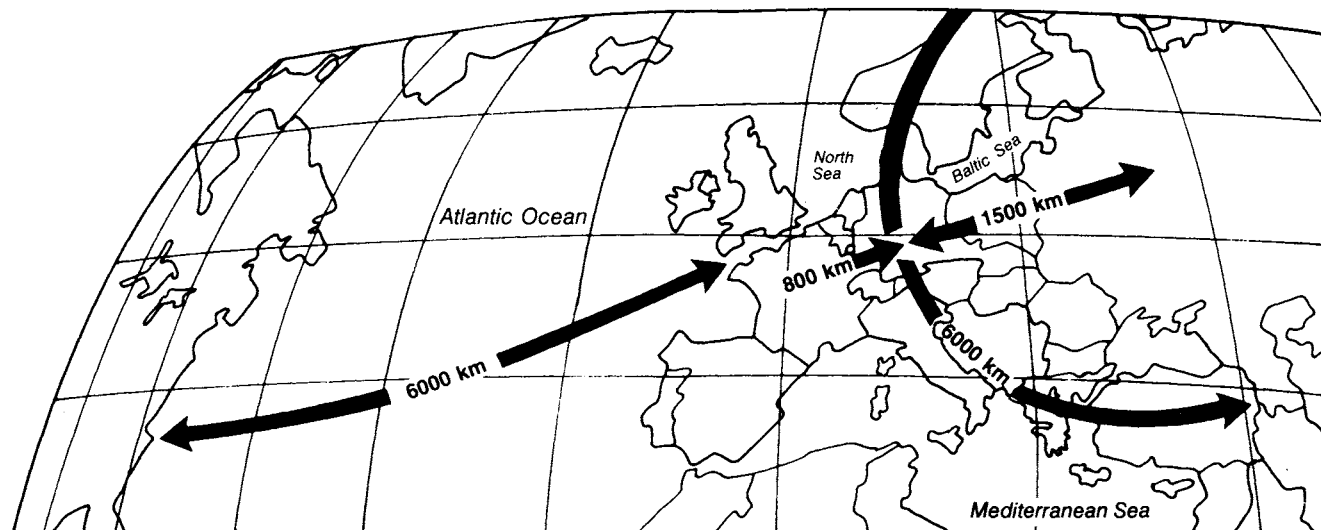 North
Sea
Baltic Sea
Atlantic Ocean
1500 km
800 km
6000 km
6000 km
Mediterranean Sea